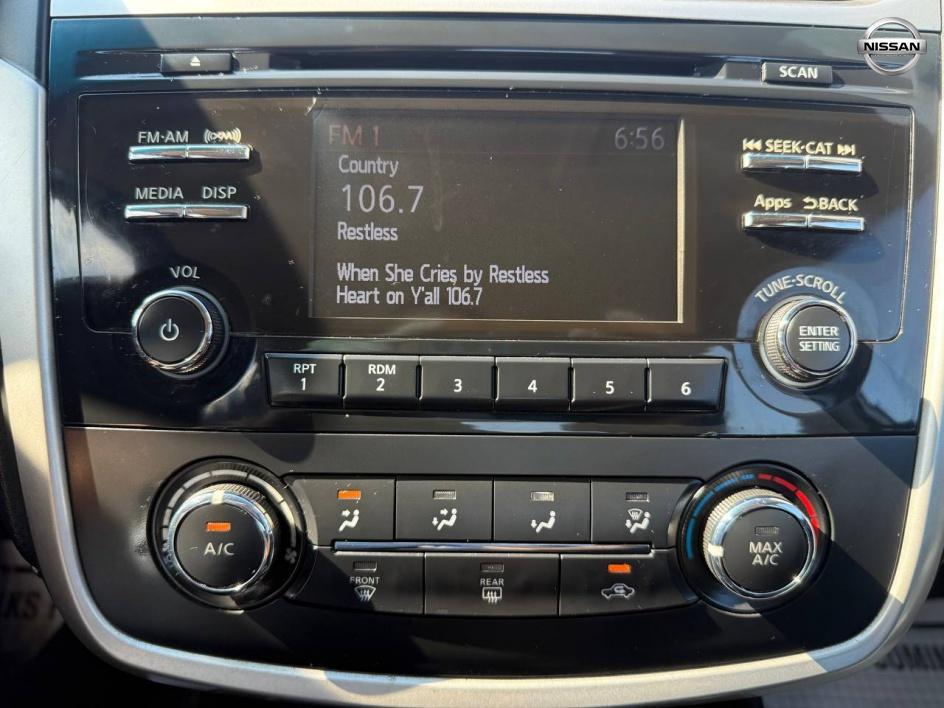 NISSAN
SCAN
FM·AM
SEEK·CAT
MEDIA DISP
Apps BACK
FM 1 6:56
Country
106.7
Restless
When She Cries by Restless
Heart on Y'all 106.7
VOL
TUNE·SCROLL
ENTER
SETTING
RPT
1
RDM
2
3
4
5
6
A/C
MAX
A/C
FRONT
REAR